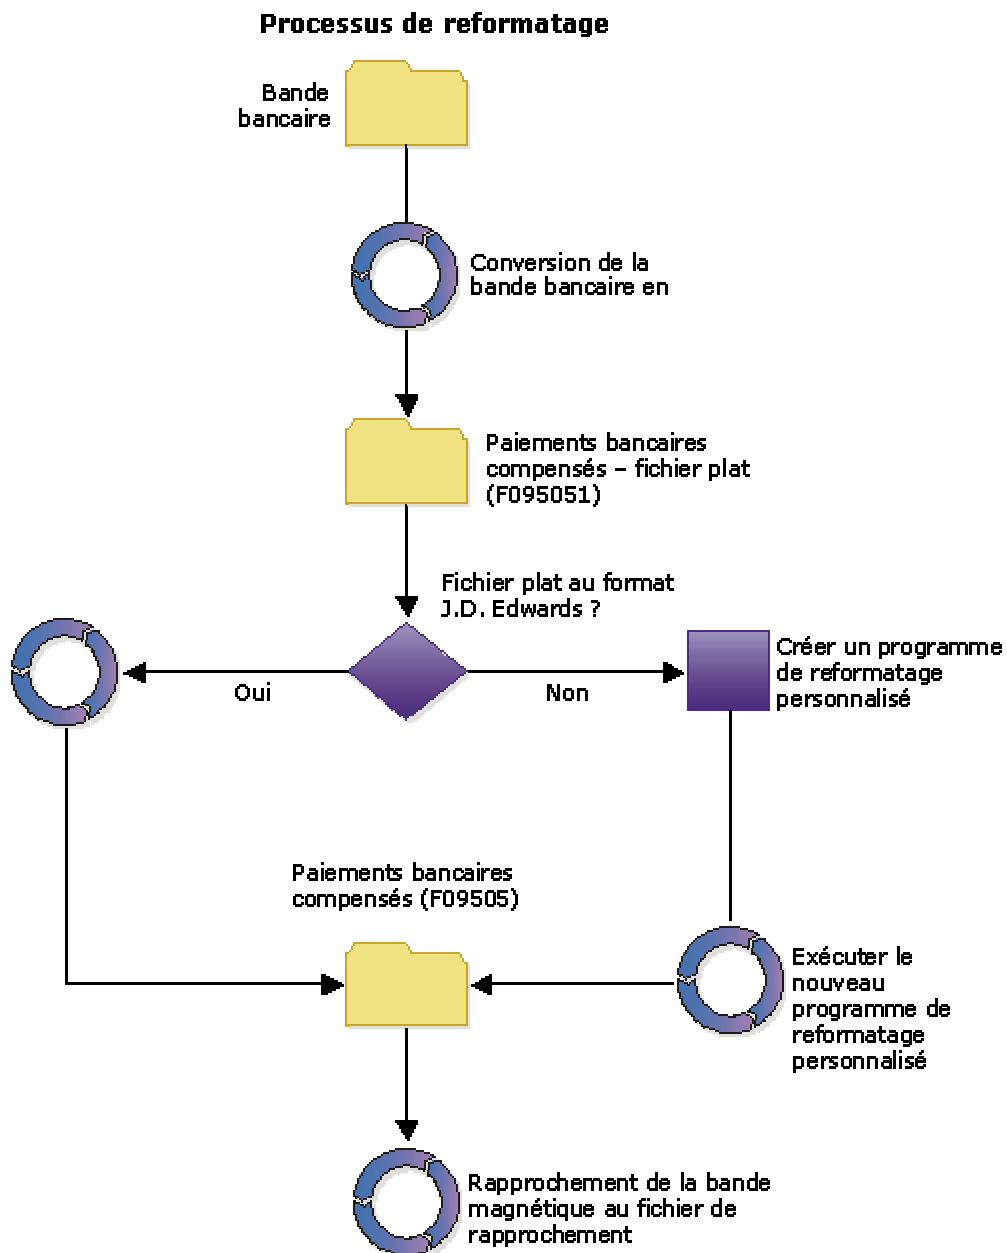 Processus de reformatage
Bande
bancaire
Conversion de la
bande bancaire en
Paiements bancaires
compensés – fichier plat
(F095051)
Fichier plat au format
J.D. Edwards ?
Oui
Non
Créer un programme
de reformatage
personnalisé
Paiements bancaires
compensés (F09505)
Exécuter le
nouveau
programme de
reformatage
personnalisé
Rapprochement de la bande
magnétique au fichier de
rapprochement